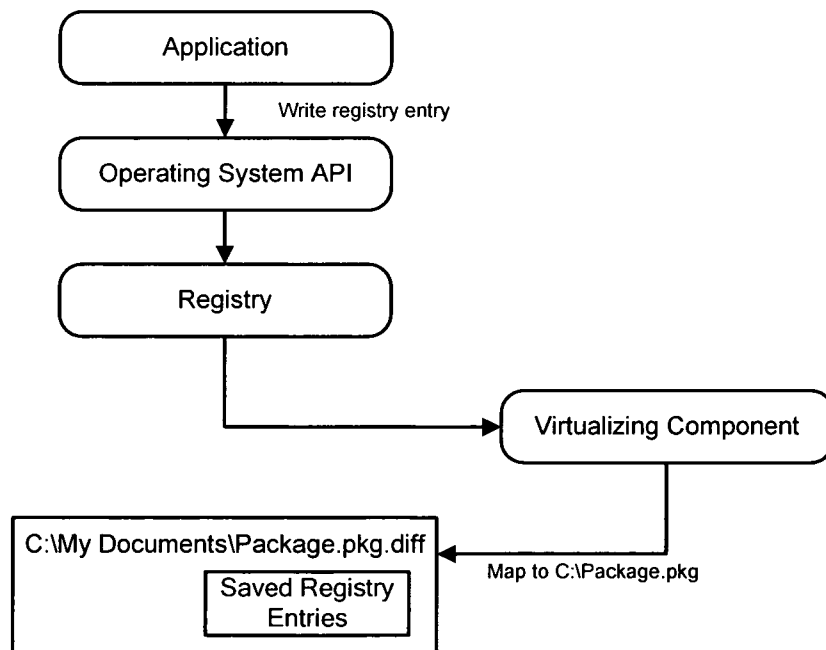 Application
Write registry entry
Operating System API
Registry
Virtualizing Component
C:\My Documents\Package.pkg.diff
Map to C:\Package.pkg
Saved Registry
Entries